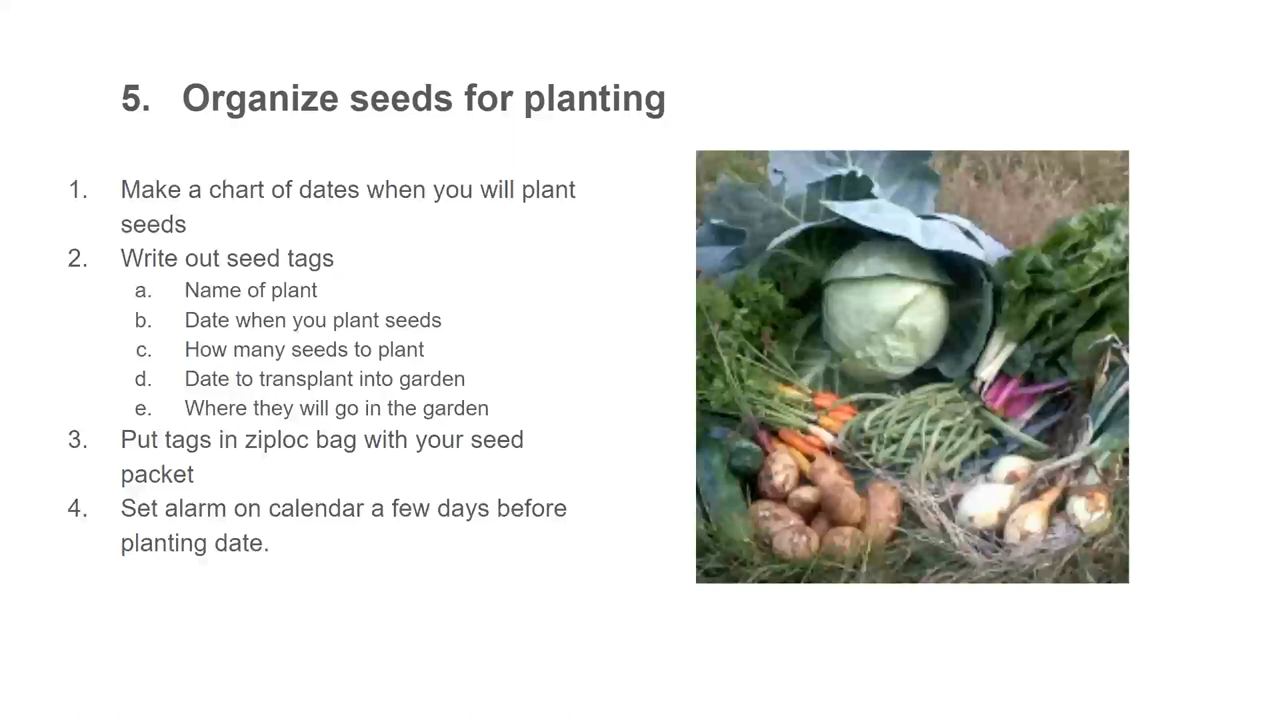 5. Organize seeds for planting
1. Make a chart of dates when you will plant
seeds
2. Write out seed tags
a. Name of plant
b. Date when you plant seeds
c. How many seeds to plant
d. Date to transplant into garden
e. Where they will go in the garden
3. Put tags in ziploc bag with your seed
packet
4. Set alarm on calendar a few days before
planting date.